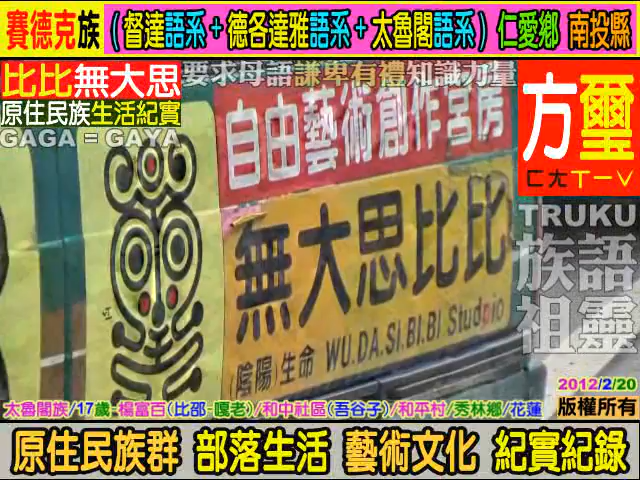 賽德克族 (督達語系+德各達雅語系+太魯閣語系) 仁愛鄉 南投縣
比比無大思 要求母語謙卑有禮知識力量
原住民族生活紀實
GAGA = GAYA
方璽
ㄈㄤㄒㄧˇ
自由藝術創作宮房
無大思比比
(陰陽)生命 WU.DA.SI.BI.BI Studpio
TRUKU
族語
祖靈
2012/2/20
太魯閣族/17歲-楊富百(比邵-嘎老)/和中社區(吾谷子)/和平村/秀林鄉/花蓮 版權所有
原住民族群 部落生活 藝術文化 紀實紀錄